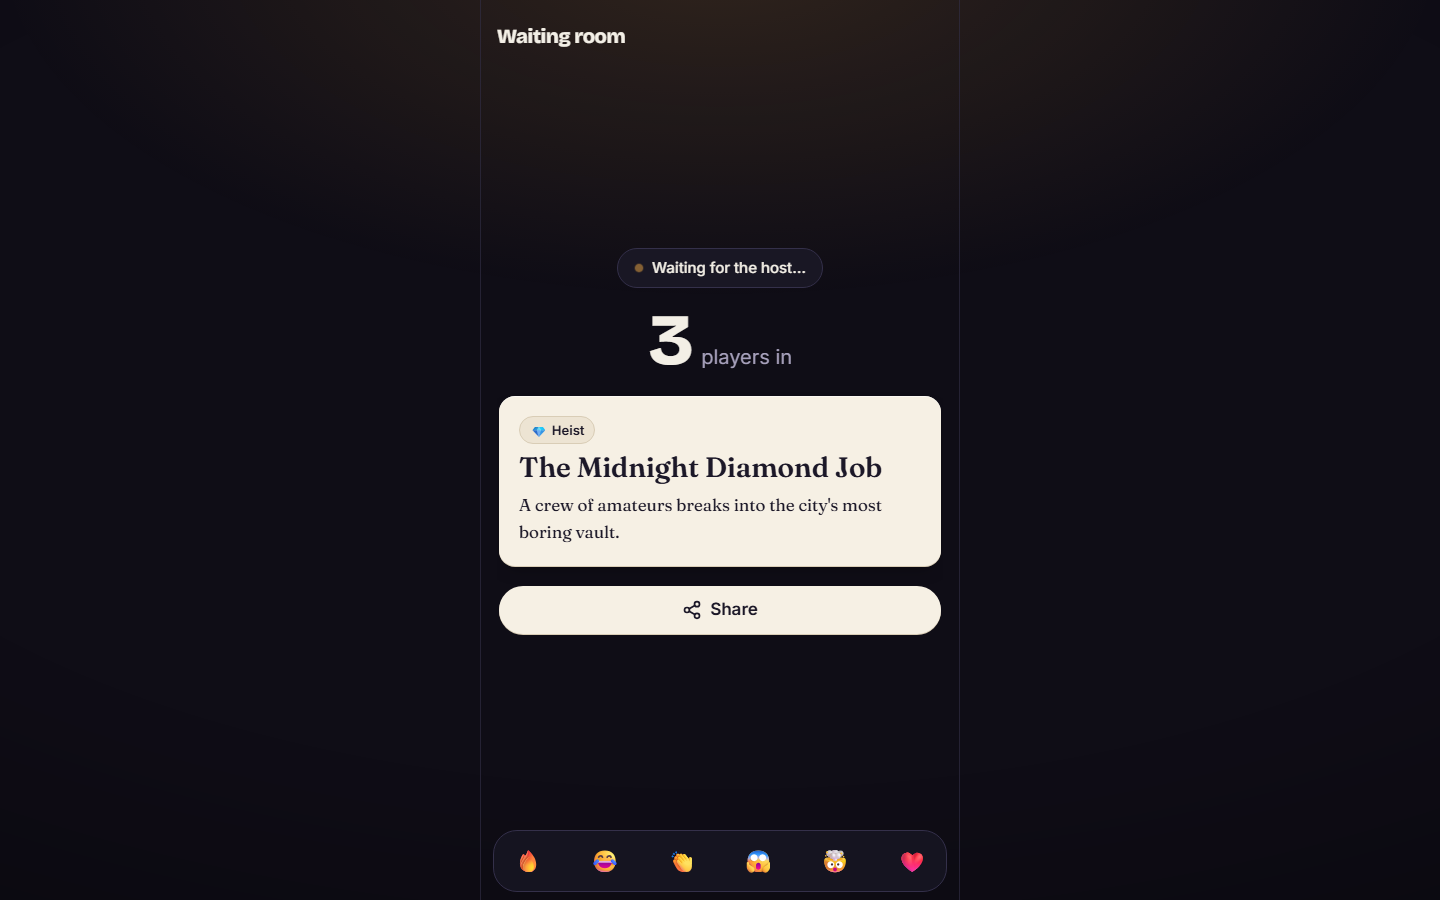 Waiting room
Waiting for the host...
3 players in
Heist
The Midnight Diamond Job
A crew of amateurs breaks into the city's most
boring vault.
Share